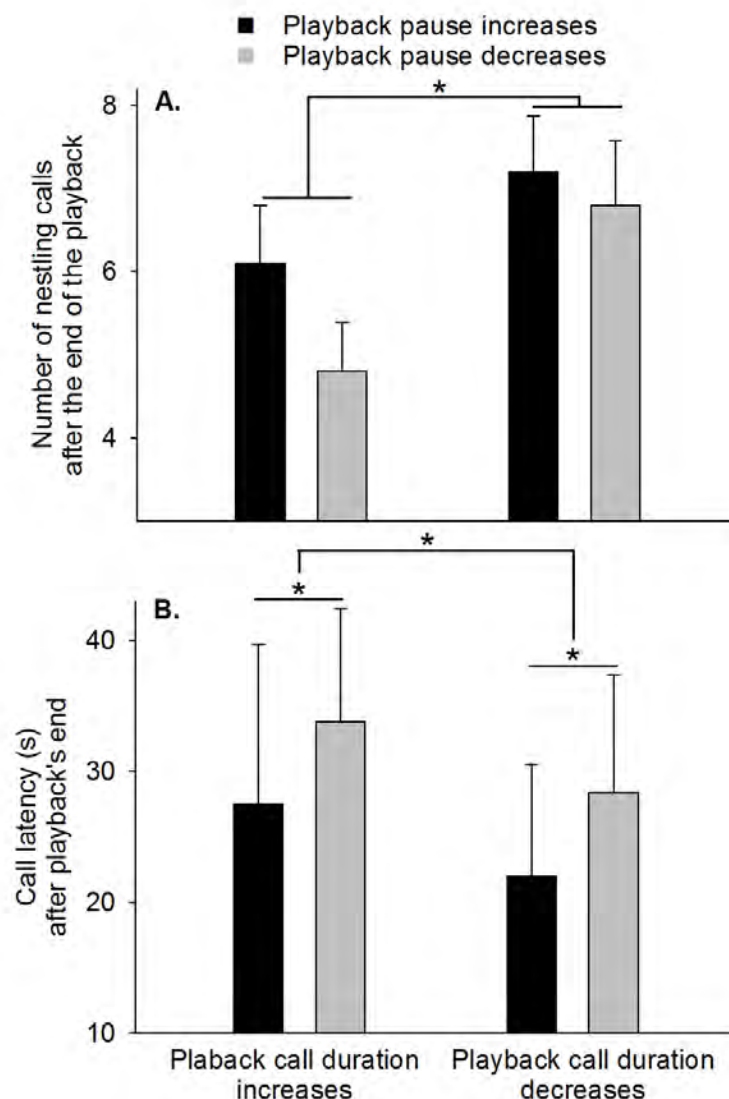 Playback pause increases
Playback pause decreases
A.
*
8
6
4
Number of nestling calls
after the end of the playback
*
B.
*
*
40
30
20
10
Call latency (s)
after playback's end
Plaback call duration
increases
Playback call duration
decreases